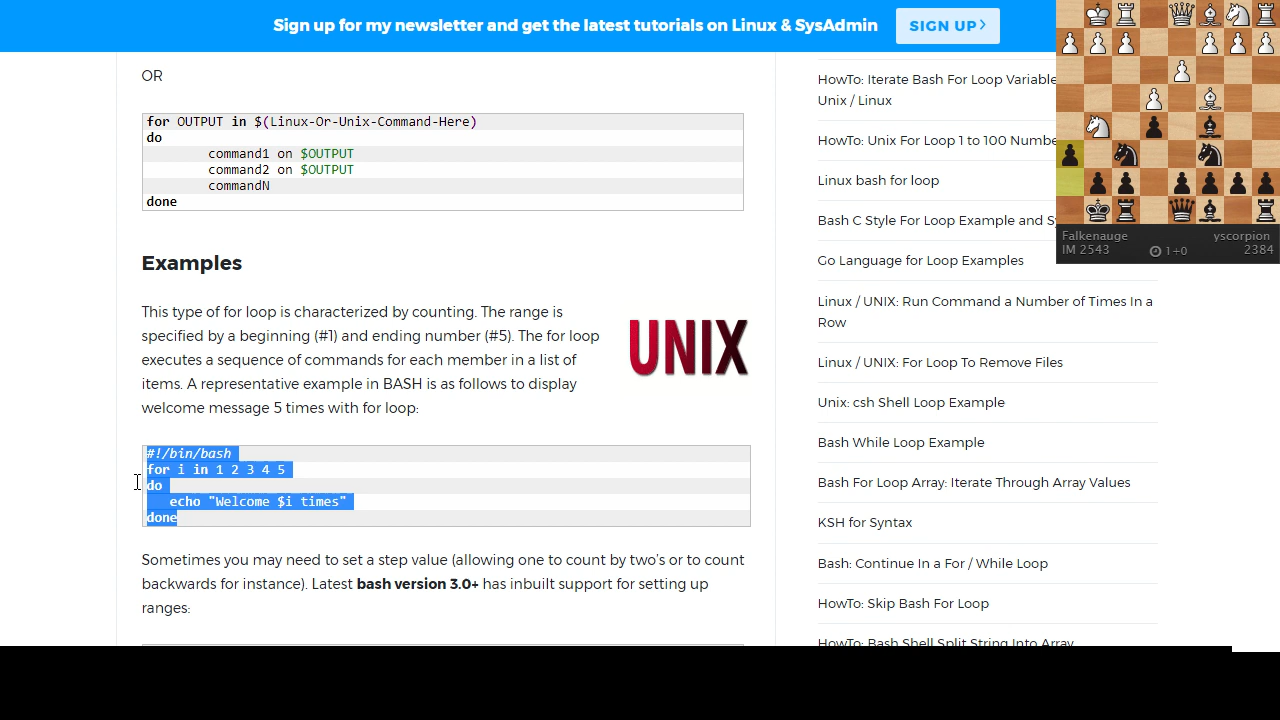 Sign up for my newsletter and get the latest tutorials on Linux & SysAdmin
SIGN UP
OR
for OUTPUT in $(Linux-Or-Unix-Command-Here)
do
command1 on $OUTPUT
command2 on $OUTPUT
commandN
done
Examples
This type of for loop is characterized by counting. The range is
specified by a beginning (#1) and ending number (#5). The for loop
executes a sequence of commands for each member in a list of
items. A representative example in BASH is as follows to display
welcome message 5 times with for loop:
UNIX
#!/bin/bash
for i in 1 2 3 4 5
do
echo "Welcome $i times"
done
Sometimes you may need to set a step value (allowing one to count by two's or to count
backwards for instance). Latest bash version 3.0+ has inbuilt support for setting up
ranges:
HowTo: Iterate Bash For Loop Variable
Unix / Linux
HowTo: Unix For Loop 1 to 100
Linux bash for loop
Bash C Style For Loop Example and
Go Language for Loop Examples
Linux / UNIX: Run Command a Number of Times In a
Row
Linux / UNIX: For Loop To Remove Files
Unix: csh Shell Loop Example
Bash While Loop Example
Bash For Loop Array: Iterate Through Array Values
KSH for Syntax
Bash: Continue In a For / While Loop
HowTo: Skip Bash For Loop
HowTo: Bash Shell Split String Into Array
Falkenauge yscorpion
IM 2543 1+0 2384